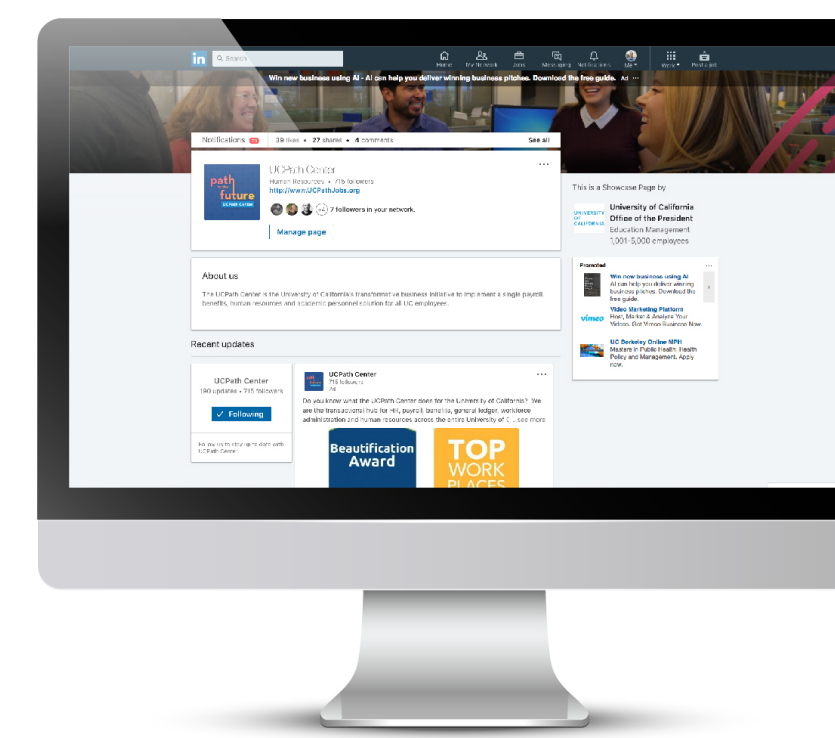 in Search
Home My Network Jobs Messaging Notifications Me Work Post a job
Win new business using AI - AI can help you deliver winning business pitches. Download the free guide. Ad ...
Notifications 39 likes • 27 shares • 4 comments See all
path
future
UCPATH CENTER
UCPath Center
Human Resources • 715 followers
http://www.UCPathJobs.org
+4 7 followers in your network.
Manage page
This is a Showcase Page by
UNIVERSITY
OF
CALIFORNIA
University of California
Office of the President
Education Management
1,001-5,000 employees
About us
The UCPath Center is the University of California's transformative business initiative to implement a single payroll,
benefits, human resources and academic personnel solution for all UC employees.
Promoted
Win new business using AI
AI can help you deliver winning
business pitches. Download the
free guide.
vimeo
Video Marketing Platform
Host, Market & Analyze Your
Videos. Get Vimeo Business Now.
UC Berkeley Online MPH
Masters in Public Health: Health
Policy and Management. Apply
now.
Recent updates
UCPath Center
190 updates • 715 followers
✓ Following
Follow us to stay up to date with
UCPath Center.
UCPath Center
715 followers
Do you know what the UCPath Center does for the University of California? We
are the transactional hub for HR, payroll, benefits, general ledger, workforce
administration and human resources across the entire University of C ...see more
Beautification
Award
TOP
WORK
PLACES